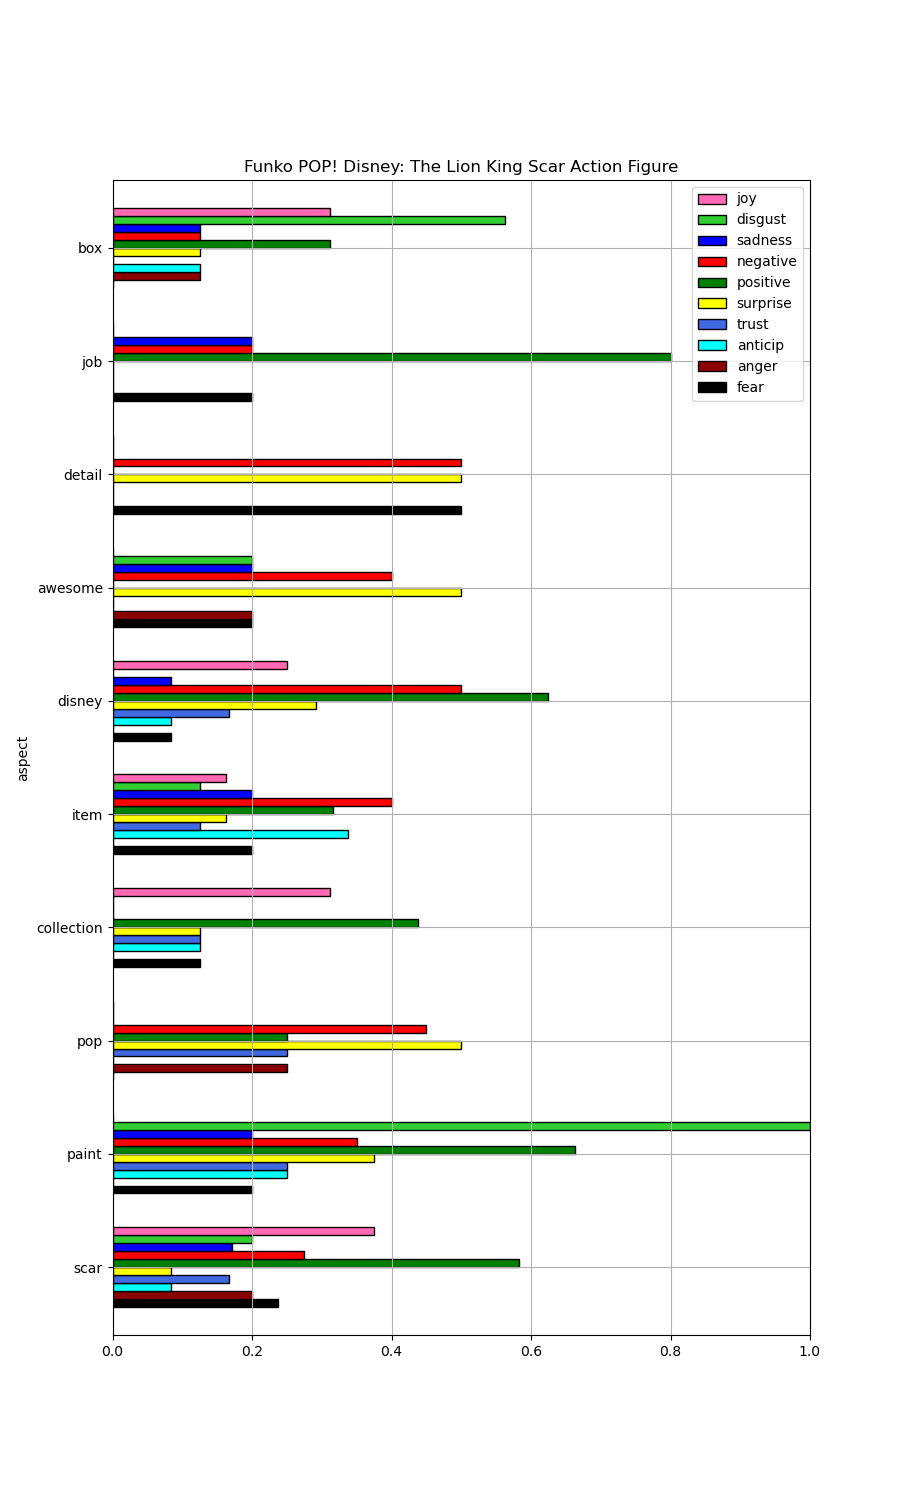 Funko POP! Disney: The Lion King Scar Action Figure
joy
disgust
sadness
negative
positive
surprise
trust
anticip
anger
fear
box
job
detail
awesome
disney
item
collection
pop
paint
scar
aspect
0.0 0.2 0.4 0.6 0.8 1.0